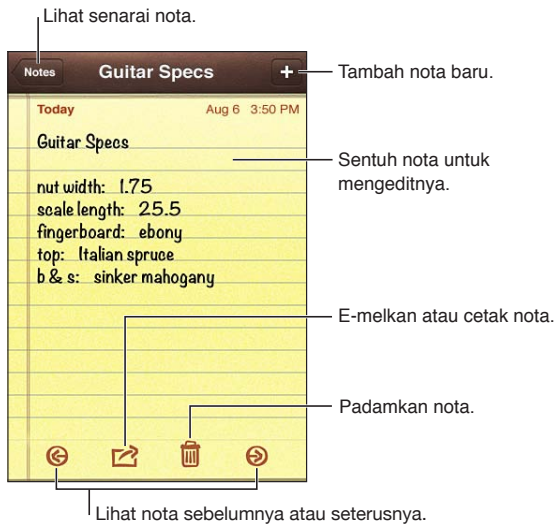 Lihat senarai nota.
Notes Guitar Specs +
Tambah nota baru.
Today Aug 6 3:50 PM
Guitar Specs
Sentuh nota untuk
mengeditnya.
nut width: 1.75
scale length: 25.5
fingerboard: ebony
top: Italian spruce
b & s: sinker mahogany
E-melkan atau cetak nota.
Padamkan nota.
Lihat nota sebelumnya atau seterusnya.